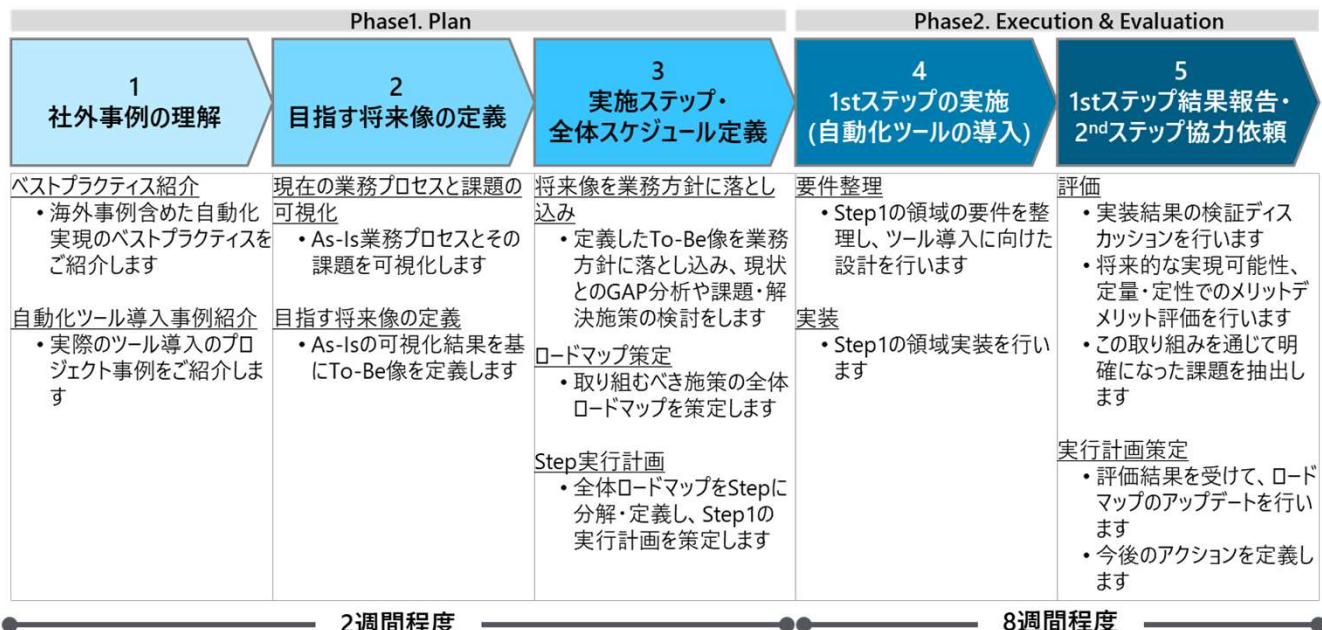 Phase1. Plan
Phase2. Execution & Evaluation
1
社外事例の理解
2
目指す将来像の定義
3
実施ステップ・
全体スケジュール定義
4
1stステップの実施
(自動化ツールの導入)
5
1stステップ結果報告・
2ndステップ協力依頼
ベストプラクティス紹介
• 海外事例含めた自動化
実現のベストプラクティスを
ご紹介します
自動化ツール導入事例紹介
• 実際のツール導入のプロ
ジェクト事例をご紹介しま
す
現在の業務プロセスと課題の
可視化
• As-Is業務プロセスとその
課題を可視化します
目指す将来像の定義
• As-Isの可視化結果を基
にTo-Be像を定義します
将来像を業務方針に落とし
込み
• 定義したTo-Be像を業務
方針に落とし込み、現状
とのGAP分析や課題・解
決施策の検討をします
ロードマップ策定
• 取り組むべき施策の全体
ロードマップを策定します
Step実行計画
• 全体ロードマップをStepに
分解・定義し、Step1の
実行計画を策定します
要件整理
• Step1の領域の要件を整
理し、ツール導入に向けた
設計を行います
実装
• Step1の領域実装を行い
ます
評価
• 実装結果の検証ディス
カッションを行います
• 将来的な実現可能性、
定量・定性でのメリットデ
メリット評価を行います
• この取り組みを通じて明
確になった課題を抽出し
ます
実行計画策定
• 評価結果を受けて、ロード
マップのアップデートを行い
ます
• 今後のアクションを定義し
ます
2週間程度
8週間程度